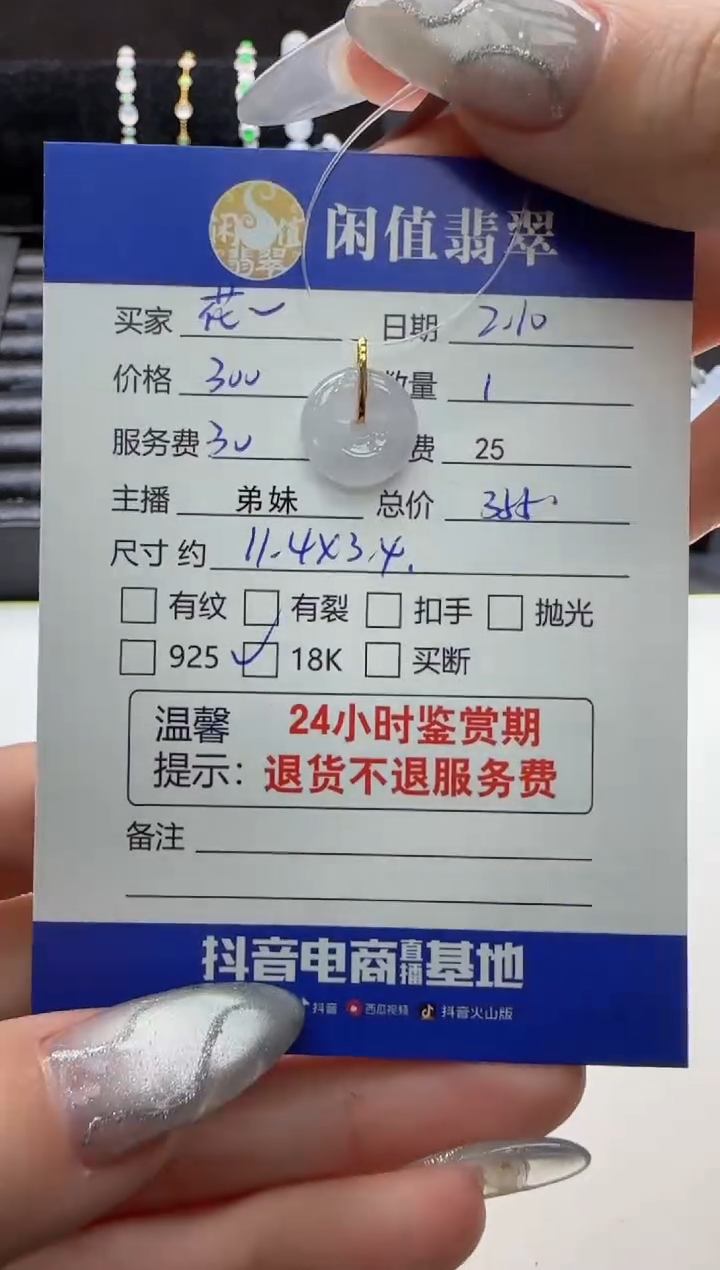 闲值翡翠
闲值翡翠
买家 花一 日期 2.10
价格 300 数量 1
服务费 30 费 25
主播 弟妹 总价 355
尺寸 约 11.4X3.4.
有纹 有裂 扣手 抛光
925 ✓ 18K 买断
温馨 24小时鉴赏期
提示: 退货不退服务费
备注
抖音电商直播基地
抖音 西瓜视频 抖音火山版